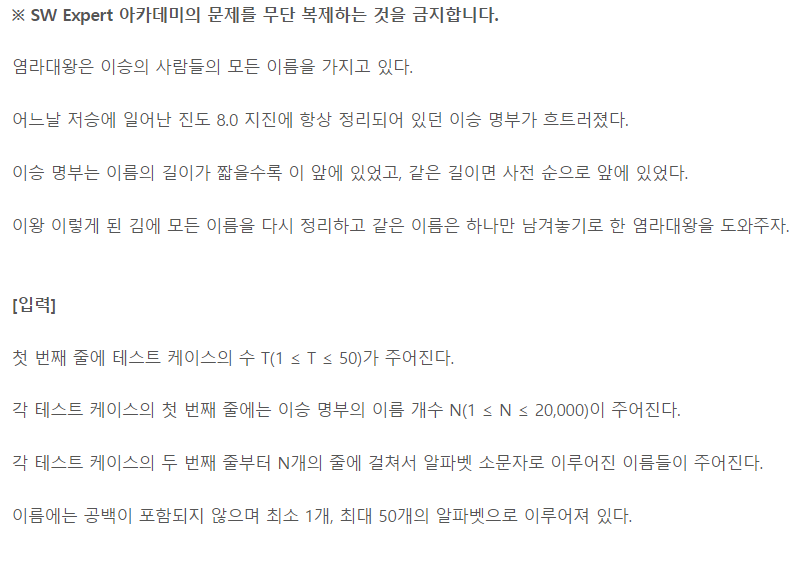 ※ SW Expert 아카데미의 문제를 무단 복제하는 것을 금지합니다.
염라대왕은 이승의 사람들의 모든 이름을 가지고 있다.
어느날 저승에 일어난 진도 8.0 지진에 항상 정리되어 있던 이승 명부가 흐트러졌다.
이승 명부는 이름의 길이가 짧을수록 이 앞에 있었고, 같은 길이면 사전 순으로 앞에 있었다.
이왕 이렇게 된 김에 모든 이름을 다시 정리하고 같은 이름은 하나만 남겨놓기로 한 염라대왕을 도와주자.
[입력]
첫 번째 줄에 테스트 케이스의 수 T(1 ≤ T ≤ 50)가 주어진다.
각 테스트 케이스의 첫 번째 줄에는 이승 명부의 이름 개수 N(1 ≤ N ≤ 20,000)이 주어진다.
각 테스트 케이스의 두 번째 줄부터 N개의 줄에 걸쳐서 알파벳 소문자로 이루어진 이름들이 주어진다.
이름에는 공백이 포함되지 않으며 최소 1개, 최대 50개의 알파벳으로 이루어져 있다.